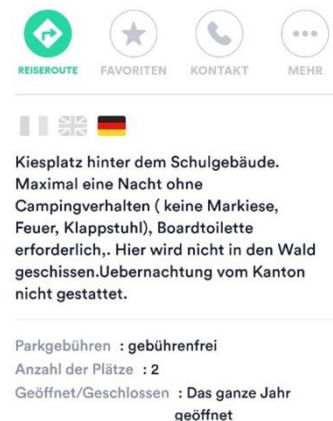 REISEROUTE FAVORITEN KONTAKT MEHR
Kiesplatz hinter dem Schulgebäude.
Maximal eine Nacht ohne
Campingverhalten ( keine Markiese,
Feuer, Klappstuhl), Boardtoilette
erforderlich,. Hier wird nicht in den Wald
geschissen.Uebernachtung vom Kanton
nicht gestattet.
Parkgebühren : gebührenfrei
Anzahl der Plätze : 2
Geöffnet/Geschlossen : Das ganze Jahr
geöffnet